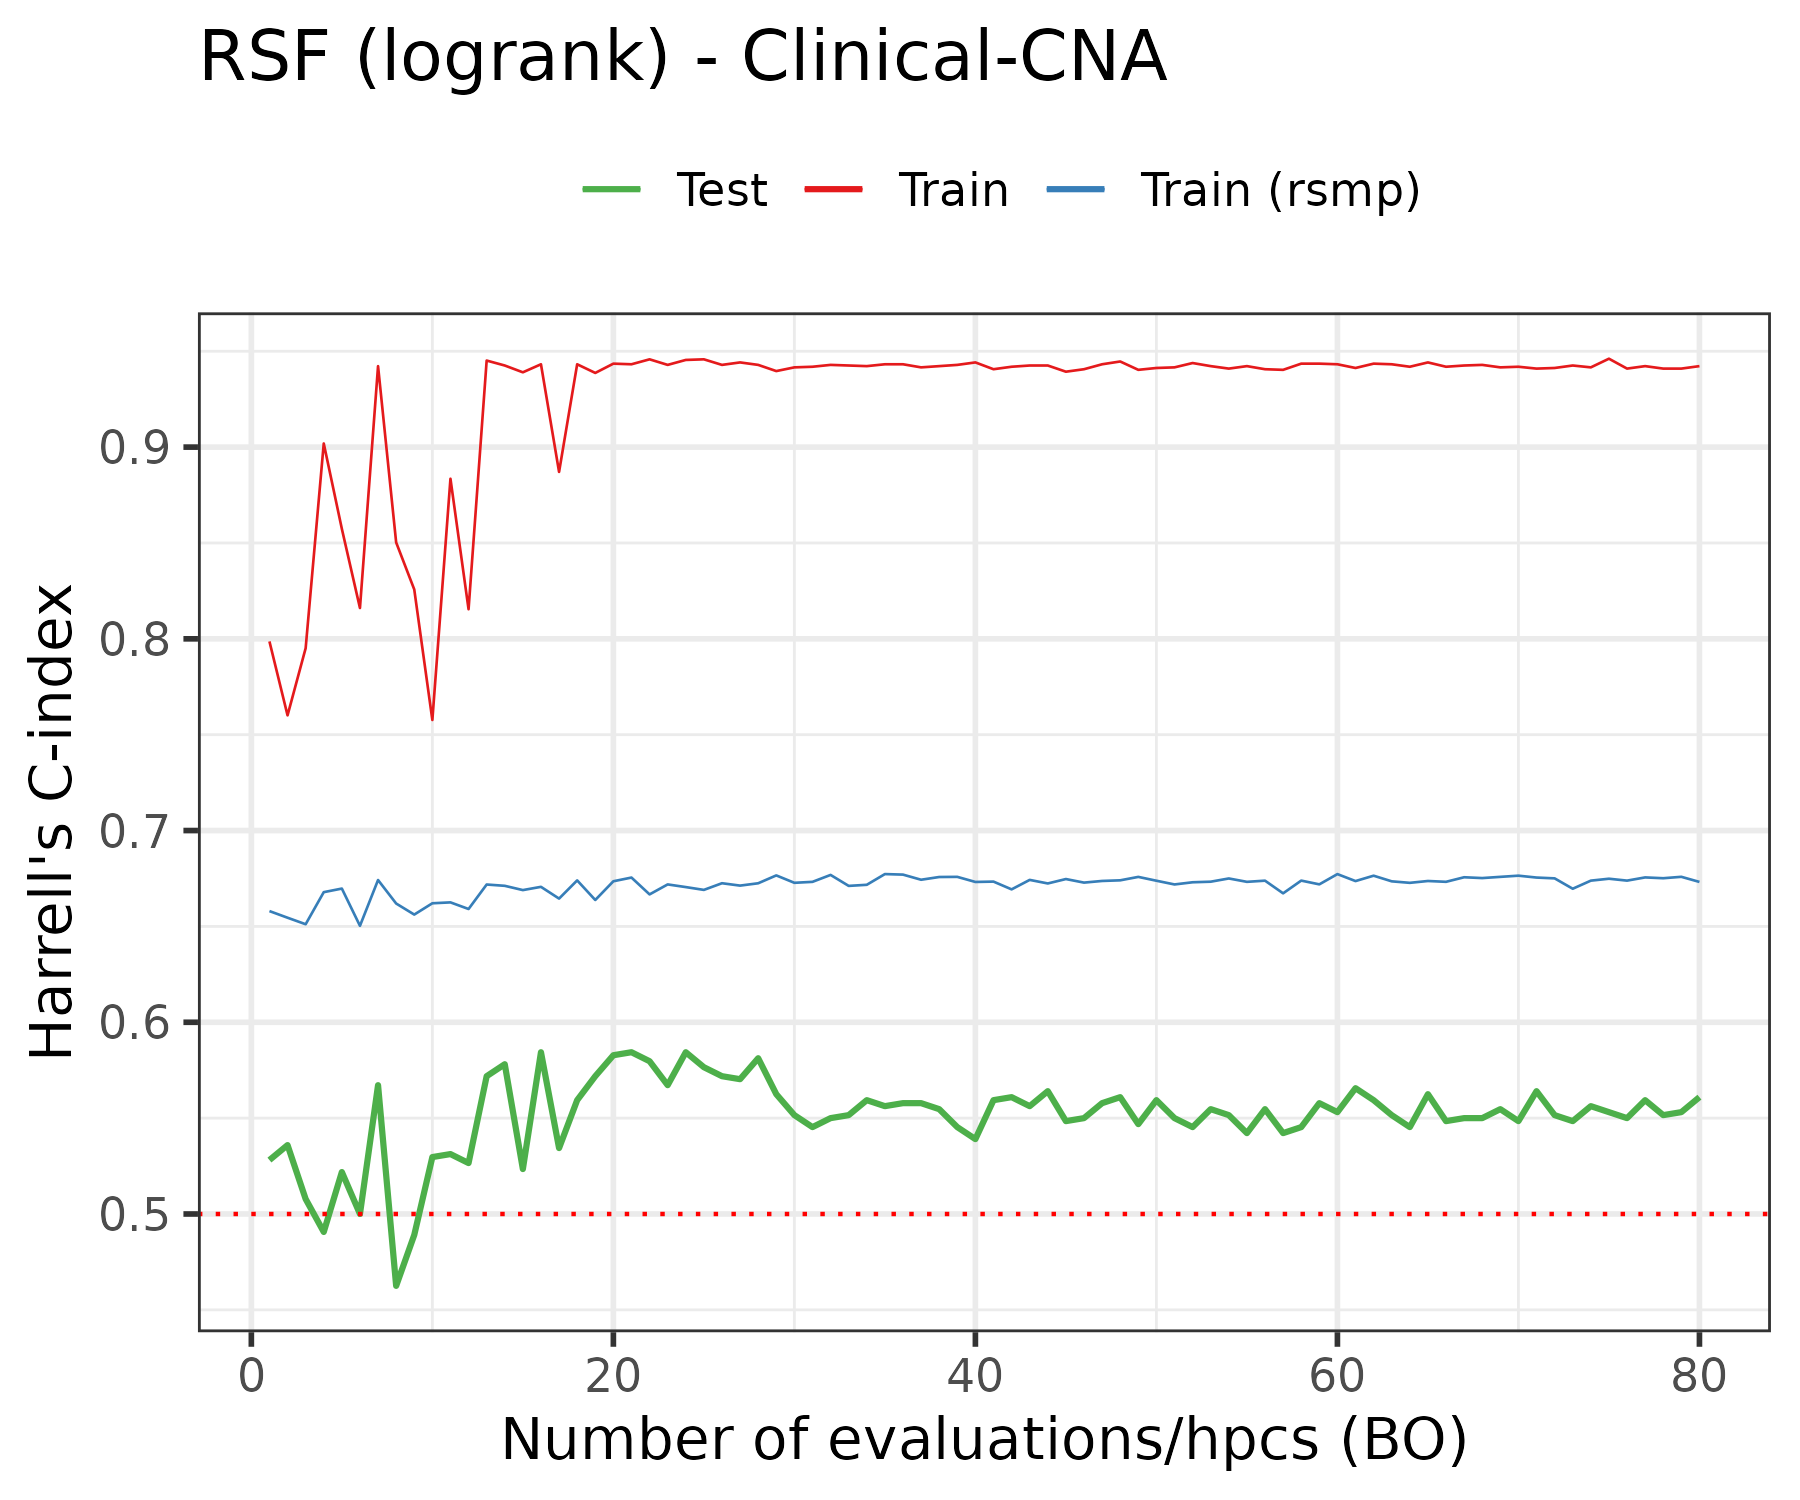 RSF (logrank) - Clinical-CNA
Test Train Train (rsmp)
Harrell's C-index
0.9
0.8
0.7
0.6
0.5
0 20 40 60 80
Number of evaluations/hpcs (BO)